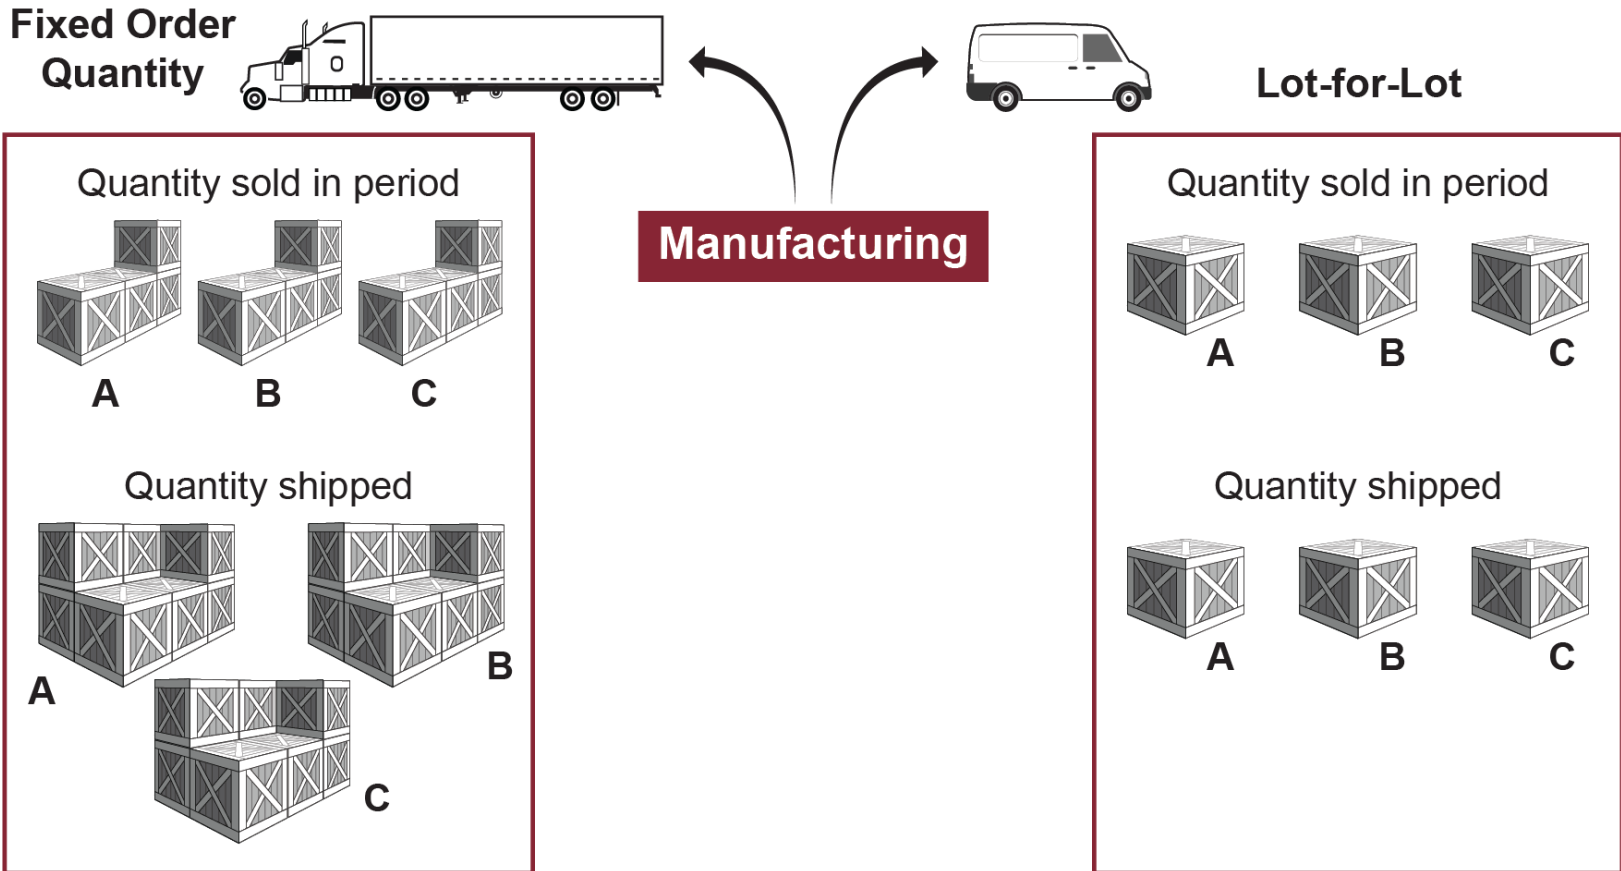 Fixed Order
Quantity
Quantity sold in period
A B C
Quantity shipped
A
B
C
Manufacturing
Lot-for-Lot
Quantity sold in period
A B C
Quantity shipped
A B C